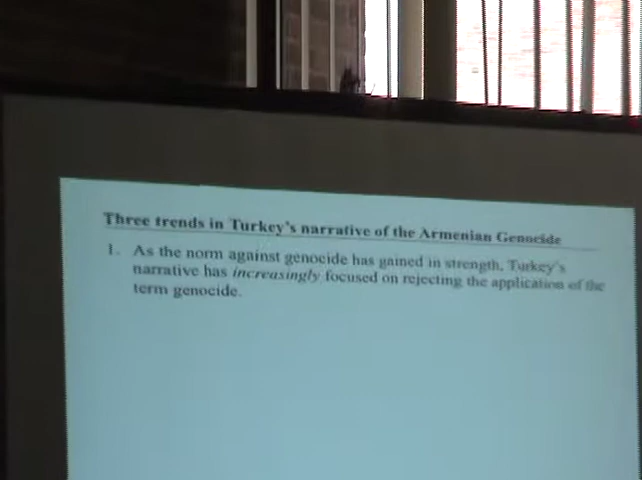 Three trends in Turkey's narrative of the Armenian Genocide
1. As the norm against genocide has gained in strength, Turkey's
narrative has increasingly focused on rejecting the application of the
term genocide.